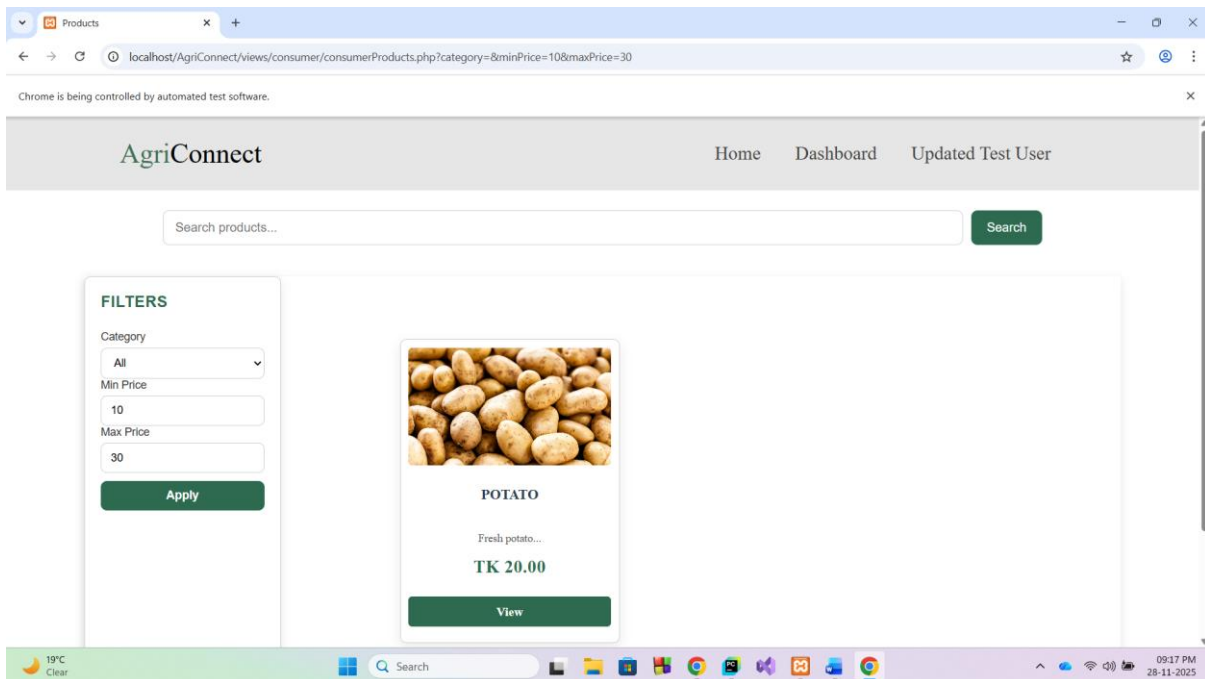 Products
localhost/AgriConnect/views/consumer/consumerProducts.php?category=&minPrice=10&maxPrice=30
Chrome is being controlled by automated test software.
AgriConnect Home Dashboard Updated Test User
Search products... Search
FILTERS
Category
All
Min Price
10
Max Price
30
Apply
POTATO
Fresh potato...
TK 20.00
View
19°C
Clear
Search
09:17 PM
28-11-2025